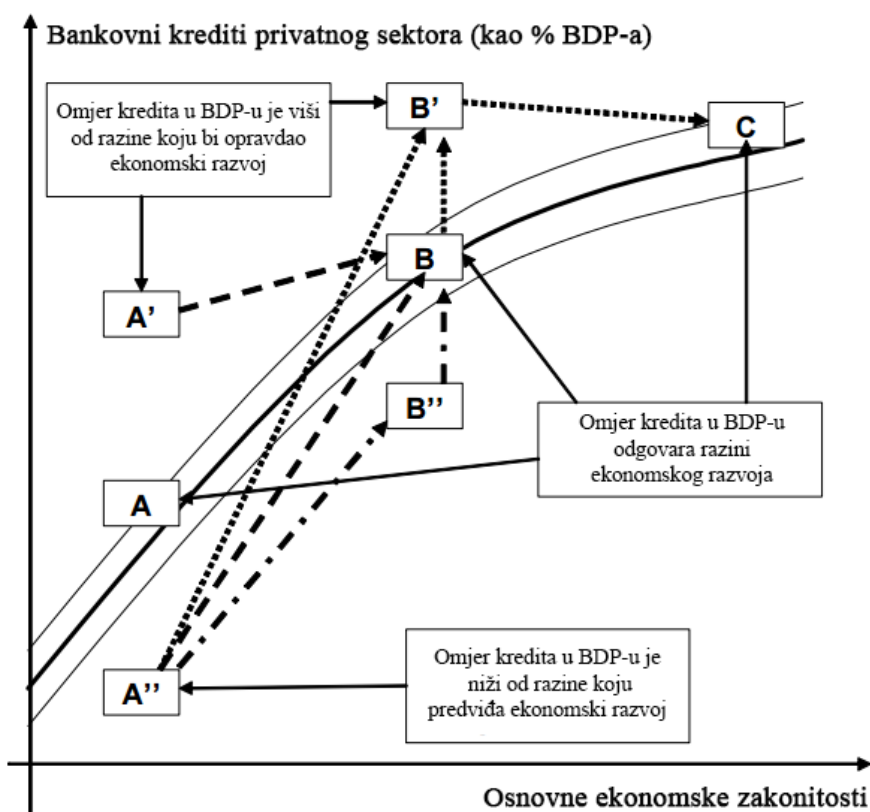 Bankovni krediti privatnog sektora (kao % BDP-a)
Omjer kredita u BDP-u je viši
od razine koju bi opravdao
ekonomski razvoj
B’
C
B
A’
B’’
Omjer kredita u BDP-u
odgovara razini
ekonomskog razvoja
A
Omjer kredita u BDP-u je
niži od razine koju
predviđa ekonomski razvoj
A’’
Osnovne ekonomske zakonitosti